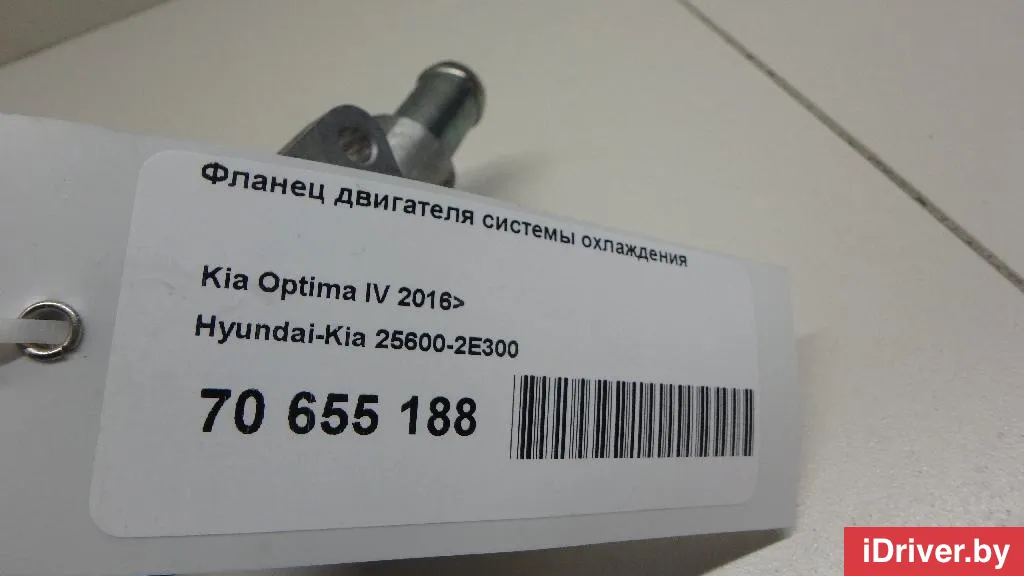 Фланец двигателя системы охлаждения
Kia Optima IV 2016>
Hyundai-Kia 25600-2E300
70 655 188
iDriver.by